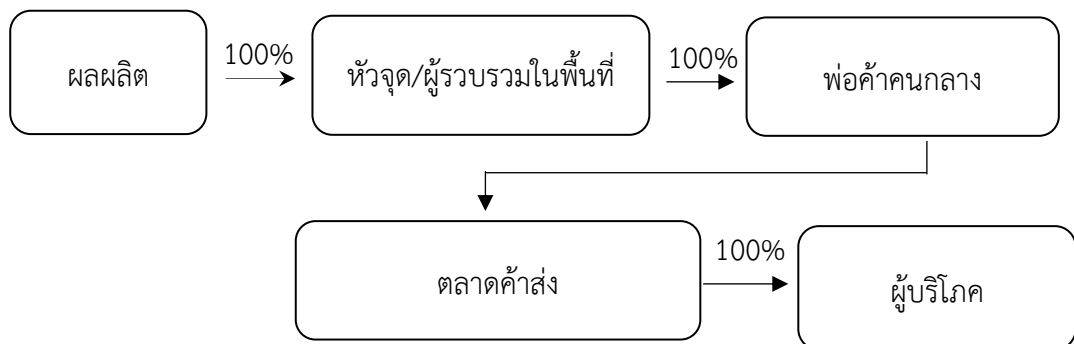 ผลผลิต
100%
หัวจุด/ผู้รวบรวมในพื้นที่
100%
พ่อค้าคนกลาง
ตลาดค้าส่ง
100%
ผู้บริโภค